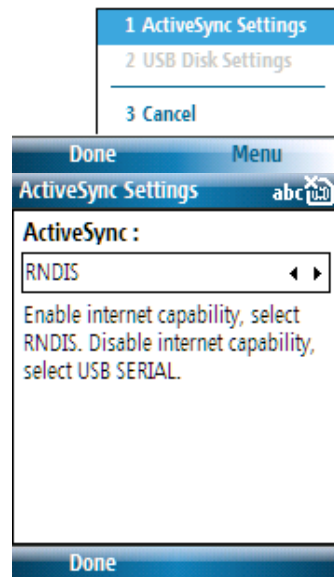 1 ActiveSync Settings
2 USB Disk Settings
3 Cancel
Done Menu
ActiveSync Settings abc
ActiveSync :
RNDIS
Enable internet capability, select
RNDIS. Disable internet capability,
select USB SERIAL.
Done